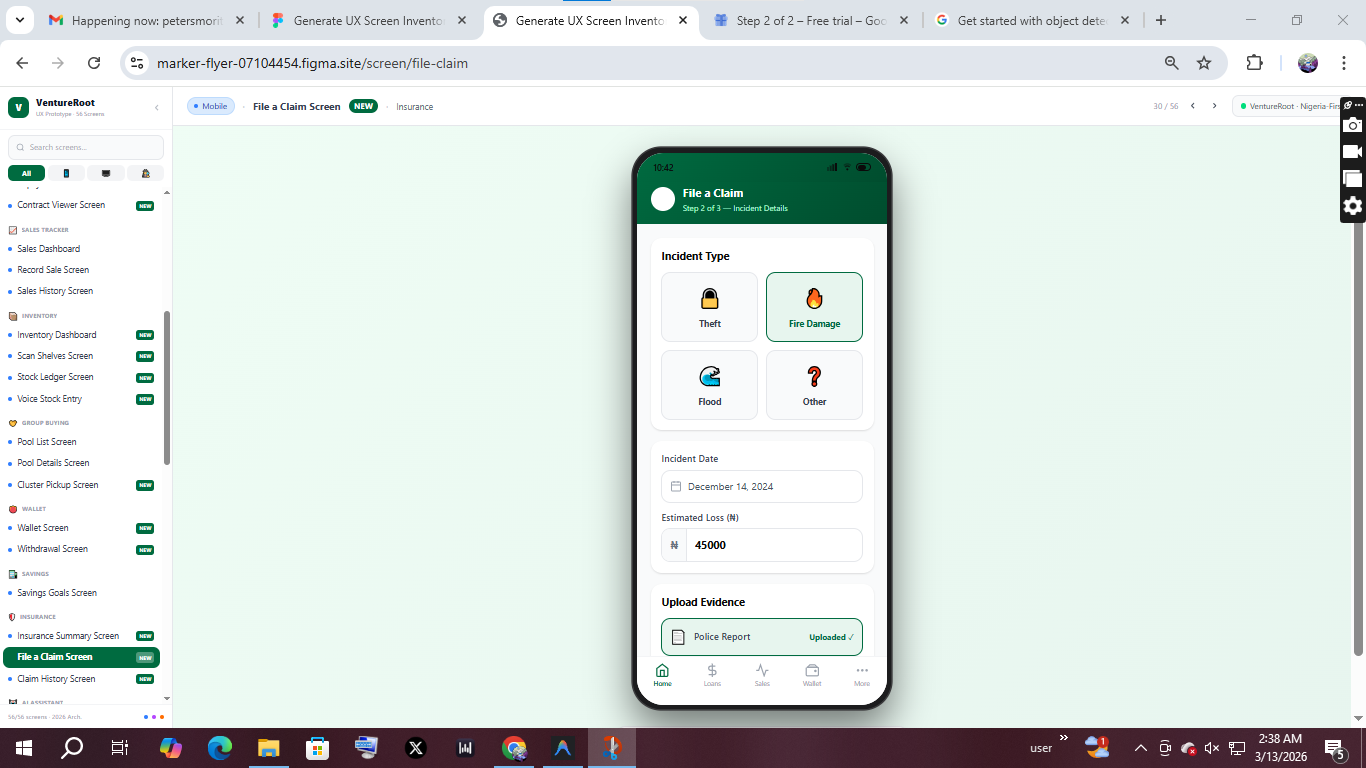 Happening now: petersmorit
Generate UX Screen Invento
Generate UX Screen Invento
Step 2 of 2 – Free trial – Goo
Get started with object dete
marker-flyer-07104454.figma.site/screen/file-claim
V
VentureRoot
UX Prototype · 56 Screens
Mobile
File a Claim Screen
NEW
Insurance
30 / 56
VentureRoot · Nigeria-Firs
Search screens...
All
Contract Viewer Screen NEW
SALES TRACKER
Sales Dashboard
Record Sale Screen
Sales History Screen
INVENTORY
Inventory Dashboard NEW
Scan Shelves Screen NEW
Stock Ledger Screen NEW
Voice Stock Entry NEW
GROUP BUYING
Pool List Screen
Pool Details Screen
Cluster Pickup Screen NEW
WALLET
Wallet Screen NEW
Withdrawal Screen NEW
SAVINGS
Savings Goals Screen
INSURANCE
Insurance Summary Screen NEW
File a Claim Screen NEW
Claim History Screen NEW
AI ASSISTANT
56/56 screens · 2026 Arch.
10:42
File a Claim
Step 2 of 3 — Incident Details
Incident Type
Theft
Fire Damage
Flood
Other
Incident Date
December 14, 2024
Estimated Loss (₦)
₦ 45000
Upload Evidence
Police Report
Uploaded ✓
Home
Loans
Sales
Wallet
More
user
2:38 AM
3/13/2026
5